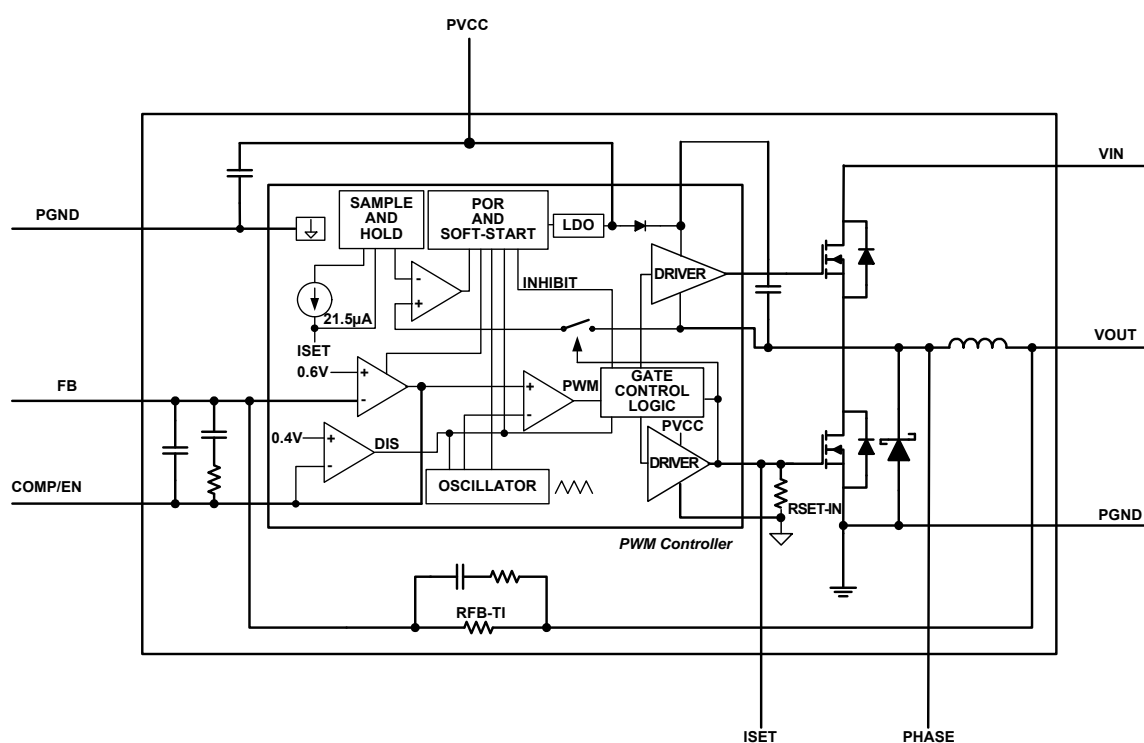 PVCC
VIN
PGND
SAMPLE
AND
HOLD
POR
AND
SOFT-START
LDO
DRIVER
INHIBIT
21.5µA
ISET
VOUT
0.6V
FB
PWM
GATE
CONTROL
LOGIC
PVCC
0.4V
DIS
DRIVER
COMP/EN
OSCILLATOR
RSET-IN
PGND
PWM Controller
RFB-TI
ISET
PHASE